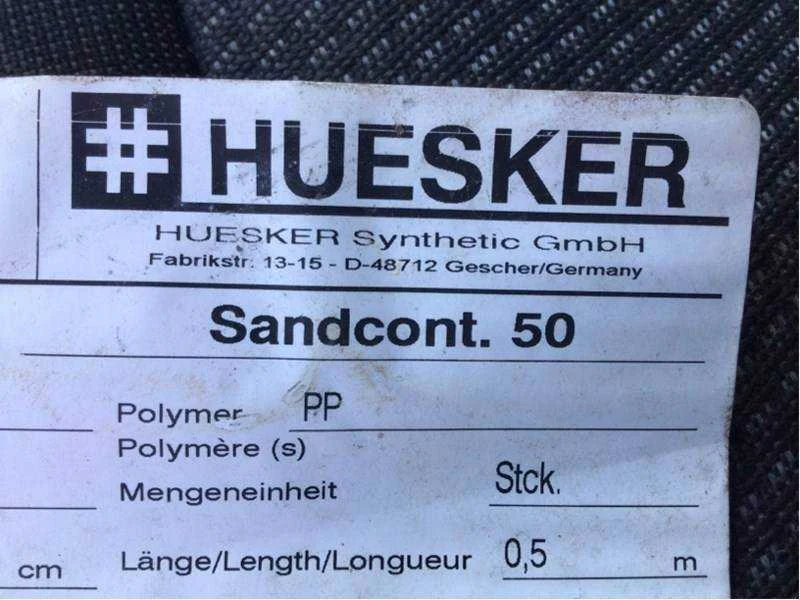 HUESKER
HUESKER Synthetic GmbH
Fabrikstr. 13-15 - D-48712 Gescher/Germany
Sandcont. 50
Polymer PP
Polymère (s)
Mengeneinheit Stck.
cm Länge/Length/Longueur 0,5 m